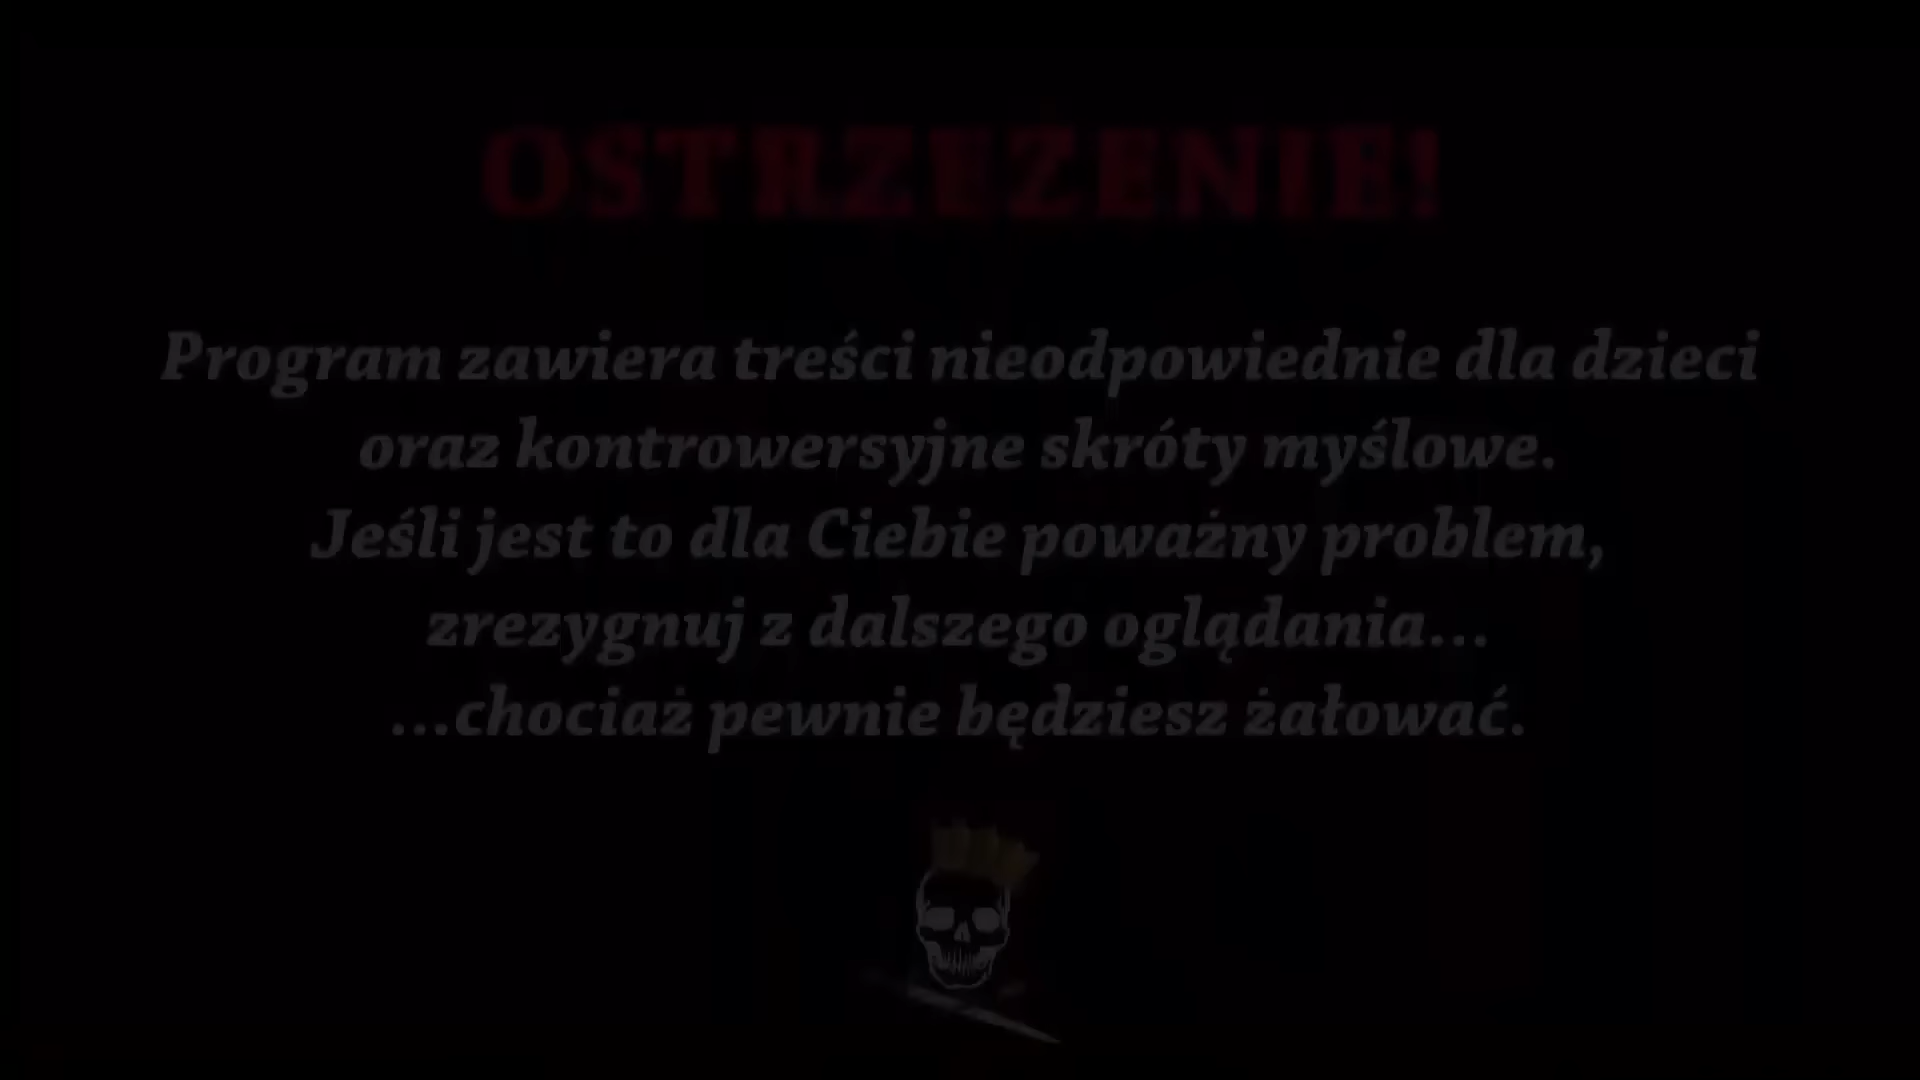 OSTRZEŻENIE!
Program zawiera treści nieodpowiednie dla dzieci
oraz kontrowersyjne skróty myślowe.
Jeśli jest to dla Ciebie poważny problem,
zrezygnuj z dalszego oglądania...
...chociaż pewnie będziesz żałować.